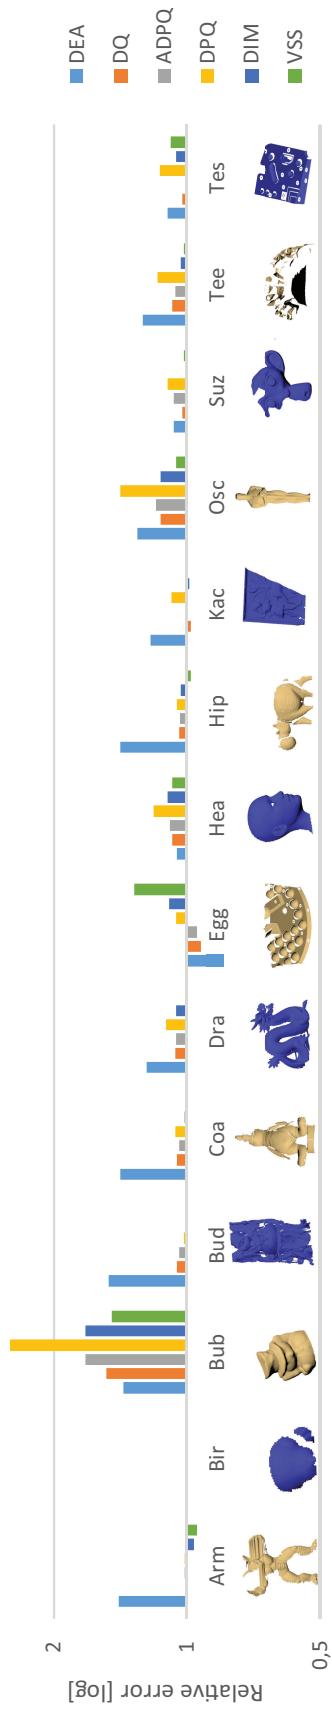 Relative error [log]
2
1
0,5
Arm
Bir
Bub
Bud
Coa
Dra
Egg
Hea
Hip
Kac
Osc
Suz
Tee
Tes
DEA
DQ
ADPQ
DPQ
DIM
VSS